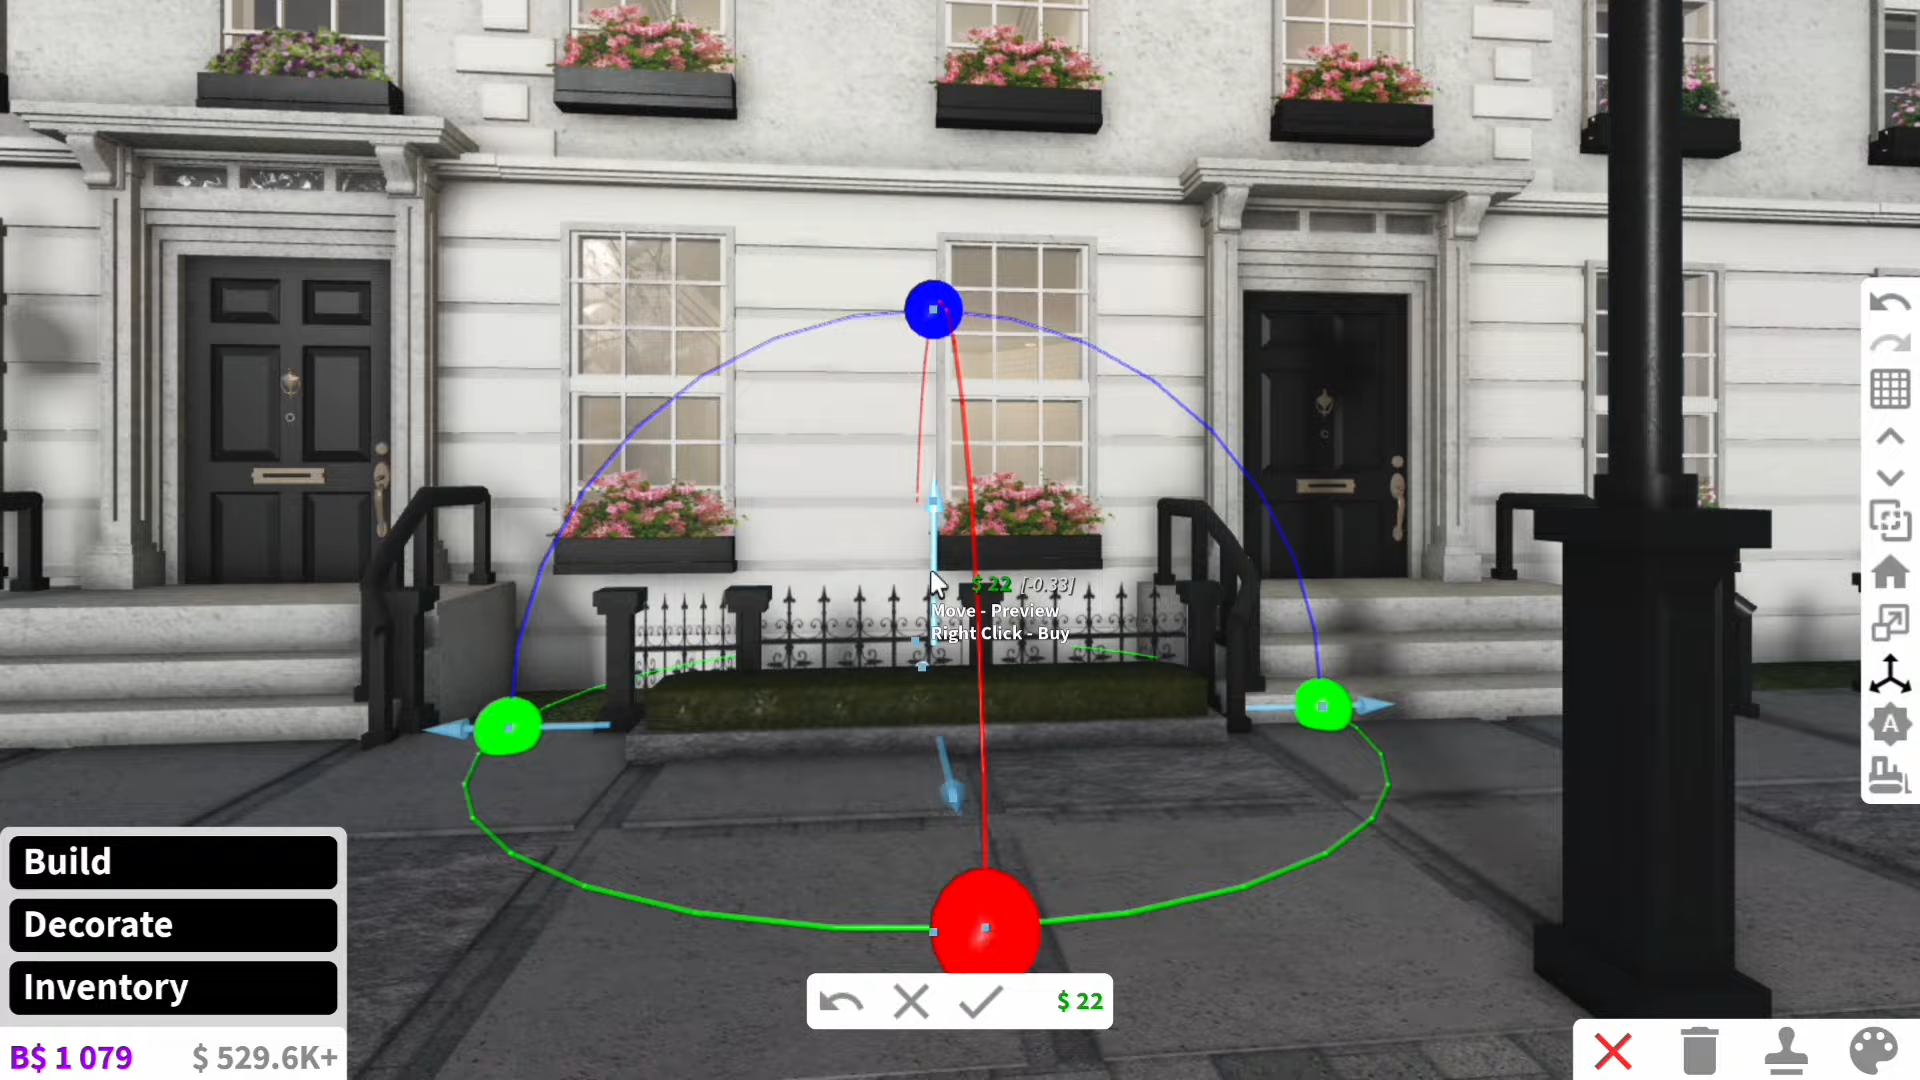 $ 22 [-0.33]
Move - Preview
Right Click - Buy
Build
Decorate
Inventory
B$ 1 079 $ 529.6K+
$ 22
A